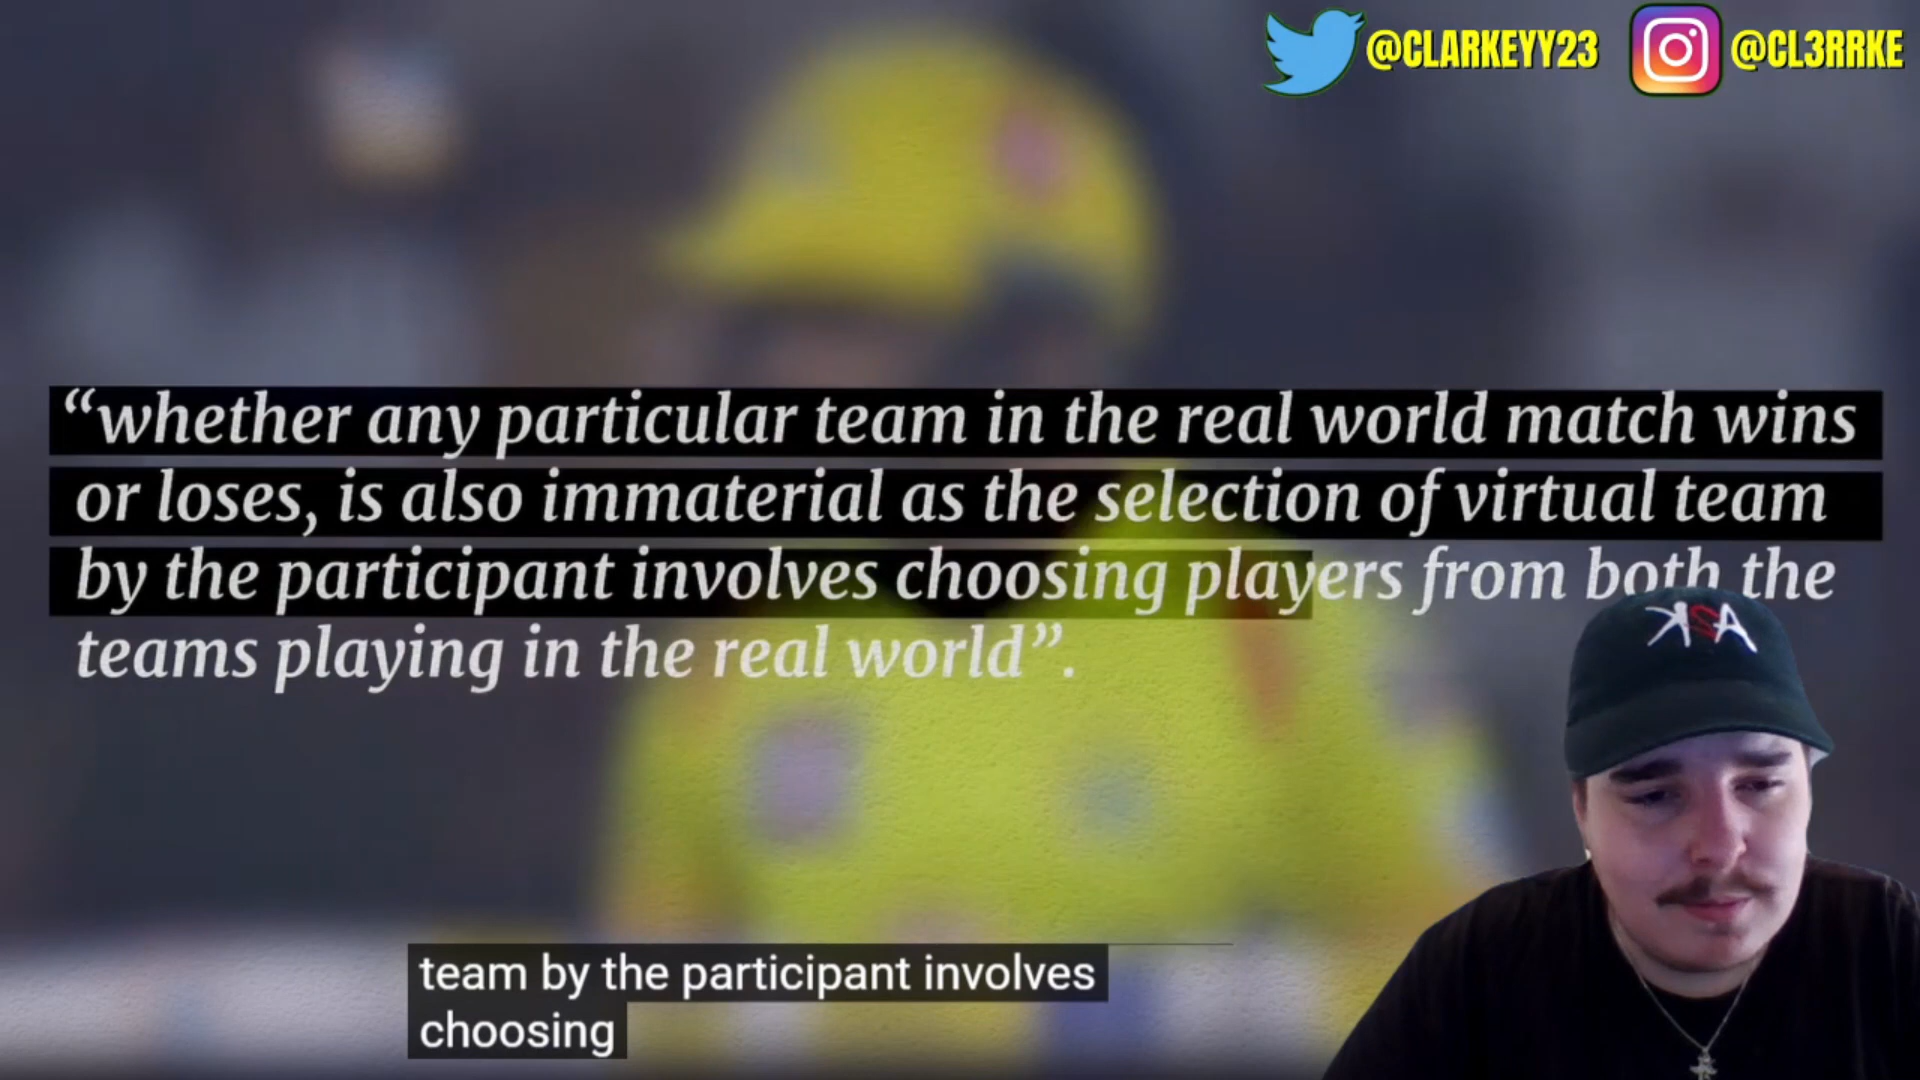 @CLARKEYY23 @CL3RRKE
“whether any particular team in the real world match wins
or loses, is also immaterial as the selection of virtual team
by the participant involves choosing players from both the
teams playing in the real world”.
KSA
team by the participant involves
choosing